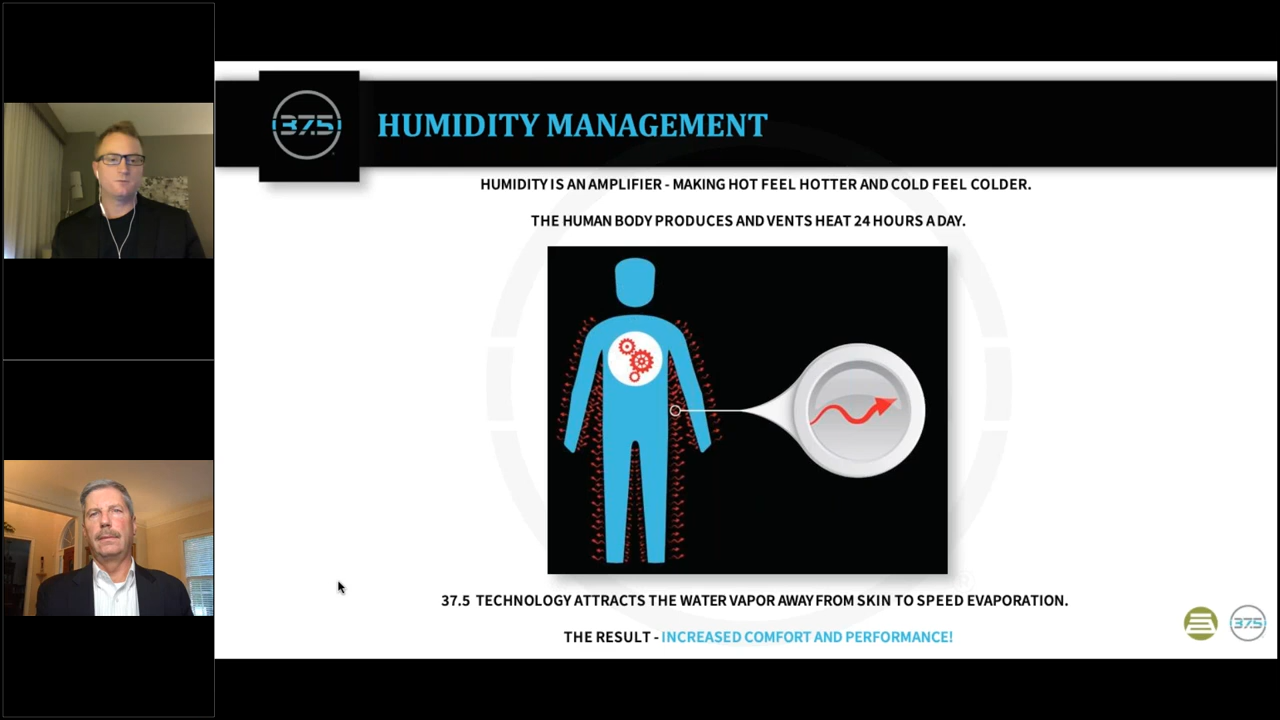 37.5
HUMIDITY MANAGEMENT
HUMIDITY IS AN AMPLIFIER - MAKING HOT FEEL HOTTER AND COLD FEEL COLDER.
THE HUMAN BODY PRODUCES AND VENTS HEAT 24 HOURS A DAY.
®
37.5 TECHNOLOGY ATTRACTS THE WATER VAPOR AWAY FROM SKIN TO SPEED EVAPORATION.
37.5
THE RESULT - INCREASED COMFORT AND PERFORMANCE!